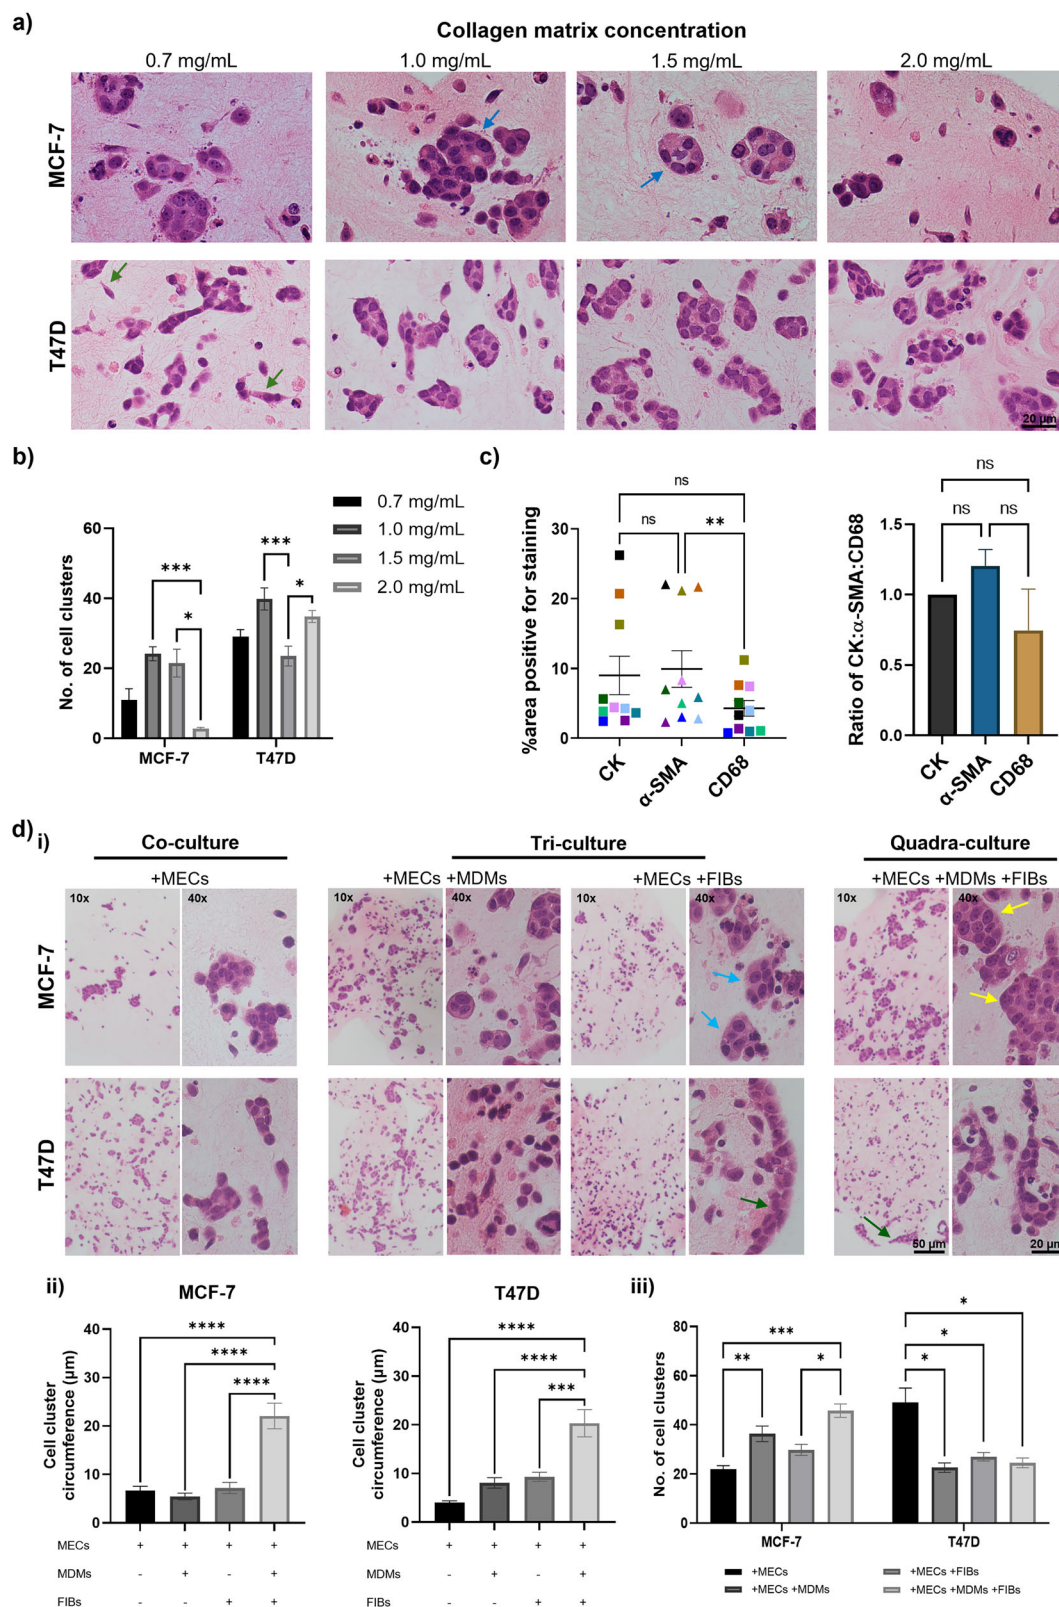 a)
Collagen matrix concentration
0.7 mg/mL 1.0 mg/mL 1.5 mg/mL 2.0 mg/mL
MCF-7
T47D
20 µm
b)
No. of cell clusters
60
40
20
0
*** * *** *
MCF-7 T47D
0.7 mg/mL
1.0 mg/mL
1.5 mg/mL
2.0 mg/mL
c)
%area positive for staining
30
20
10
0
ns
ns **
CK α-SMA CD68
Ratio of CK:α-SMA:CD68
1.5
1.0
0.5
0.0
ns
ns ns
CK α-SMA CD68
d)
i)
Co-culture Tri-culture Quadra-culture
+MECs +MECs +MDMs +MECs +FIBs +MECs +MDMs +FIBs
10x 40x 10x 40x 10x 40x 10x 40x
MCF-7
T47D
50 µm 20 µm
ii)
MCF-7
Cell cluster
circumference (µm)
40
30
20
10
0
****
****
****
MECs + + + +
MDMs - + - +
FIBs - - + +
T47D
Cell cluster
circumference (µm)
40
30
20
10
0
****
****
***
MECs + + + +
MDMs - + - +
FIBs - - + +
iii)
No. of cell clusters
80
60
40
20
0
***
** *
*
*
*
MCF-7 T47D
+MECs +MECs +FIBs
+MECs +MDMs +MECs +MDMs +FIBs